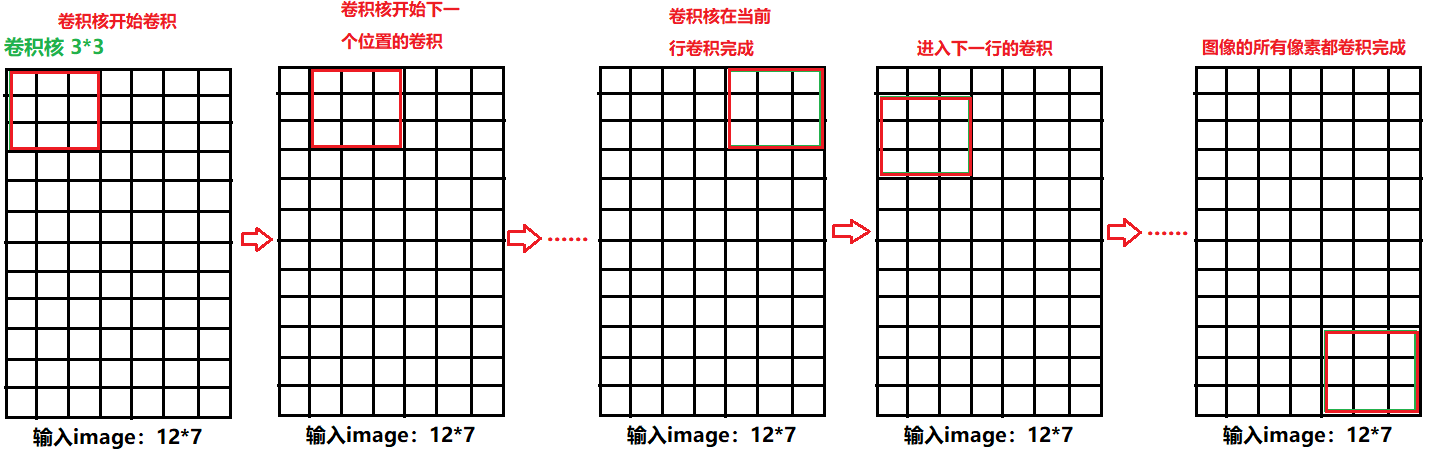 卷积核开始卷积
卷积核 3*3
输入image：12*7
卷积核开始下一
个位置的卷积
输入image：12*7
......
卷积核在当前
行卷积完成
输入image：12*7
进入下一行的卷积
输入image：12*7
......
图像的所有像素都卷积完成
输入image：12*7